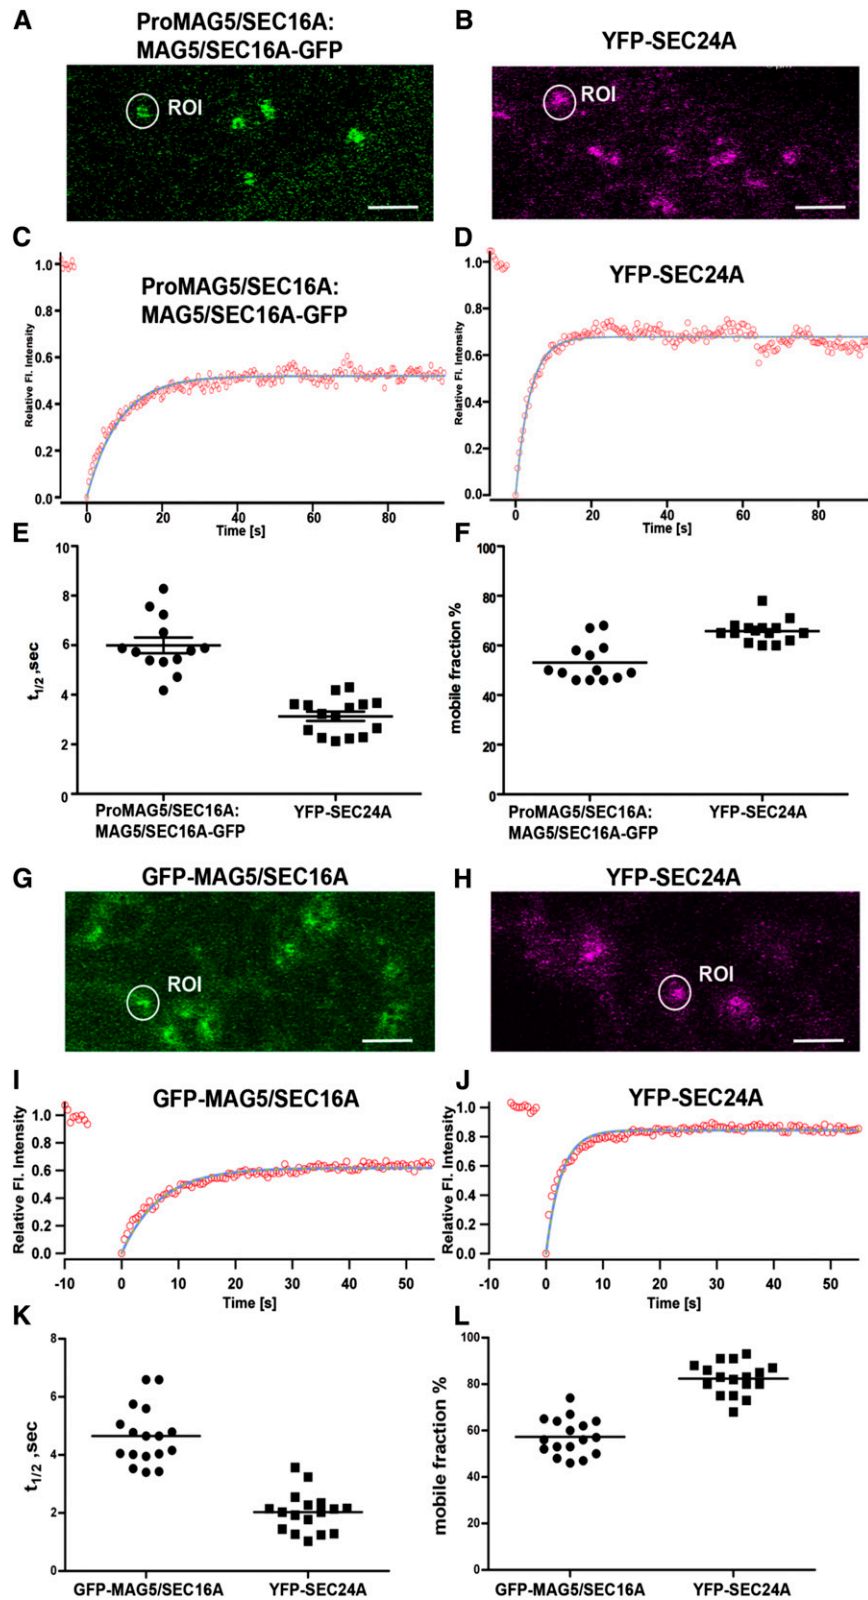 A
ProMAG5/SEC16A:
MAG5/SEC16A-GFP
ROI
B
YFP-SEC24A
ROI
C
ProMAG5/SEC16A:
MAG5/SEC16A-GFP
Relative Fl. Intensity
1.0
0.8
0.6
0.4
0.2
0.0
0 20 40 60 80
Time [s]
D
YFP-SEC24A
Relative Fl. Intensity
1.0
0.8
0.6
0.4
0.2
0.0
0 20 40 60 80
Time [s]
E
t1/2 ,sec
10
8
6
4
2
0
ProMAG5/SEC16A: YFP-SEC24A
MAG5/SEC16A-GFP
F
mobile fraction %
100
80
60
40
20
0
ProMAG5/SEC16A: YFP-SEC24A
MAG5/SEC16A-GFP
G
GFP-MAG5/SEC16A
ROI
H
YFP-SEC24A
ROI
I
GFP-MAG5/SEC16A
Relative Fl. Intensity
1.0
0.8
0.6
0.4
0.2
0.0
-10 0 10 20 30 40 50
Time [s]
J
YFP-SEC24A
Relative Fl. Intensity
1.0
0.8
0.6
0.4
0.2
0.0
-10 0 10 20 30 40 50
Time [s]
K
t1/2 ,sec
8
6
4
2
0
GFP-MAG5/SEC16A YFP-SEC24A
L
mobile fraction %
100
80
60
40
20
0
GFP-MAG5/SEC16A YFP-SEC24A